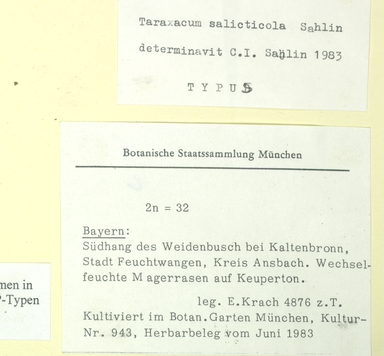 Taraxacum salicticola Sahlin
determinavit C.I. Sahlin 1983
TYPUS
Botanische Staatssammlung München
2n = 32
Bayern:
Südhang des Weidenbusch bei Kaltenbronn,
Stadt Feuchtwangen, Kreis Ansbach. Wechsel-
feuchte Magerrasen auf Keuperton.
leg. E.Krach 4876 z.T.
Kultiviert im Botan.Garten München, Kultur-
Nr. 943, Herbarbeleg vom Juni 1983
men in
-Typen